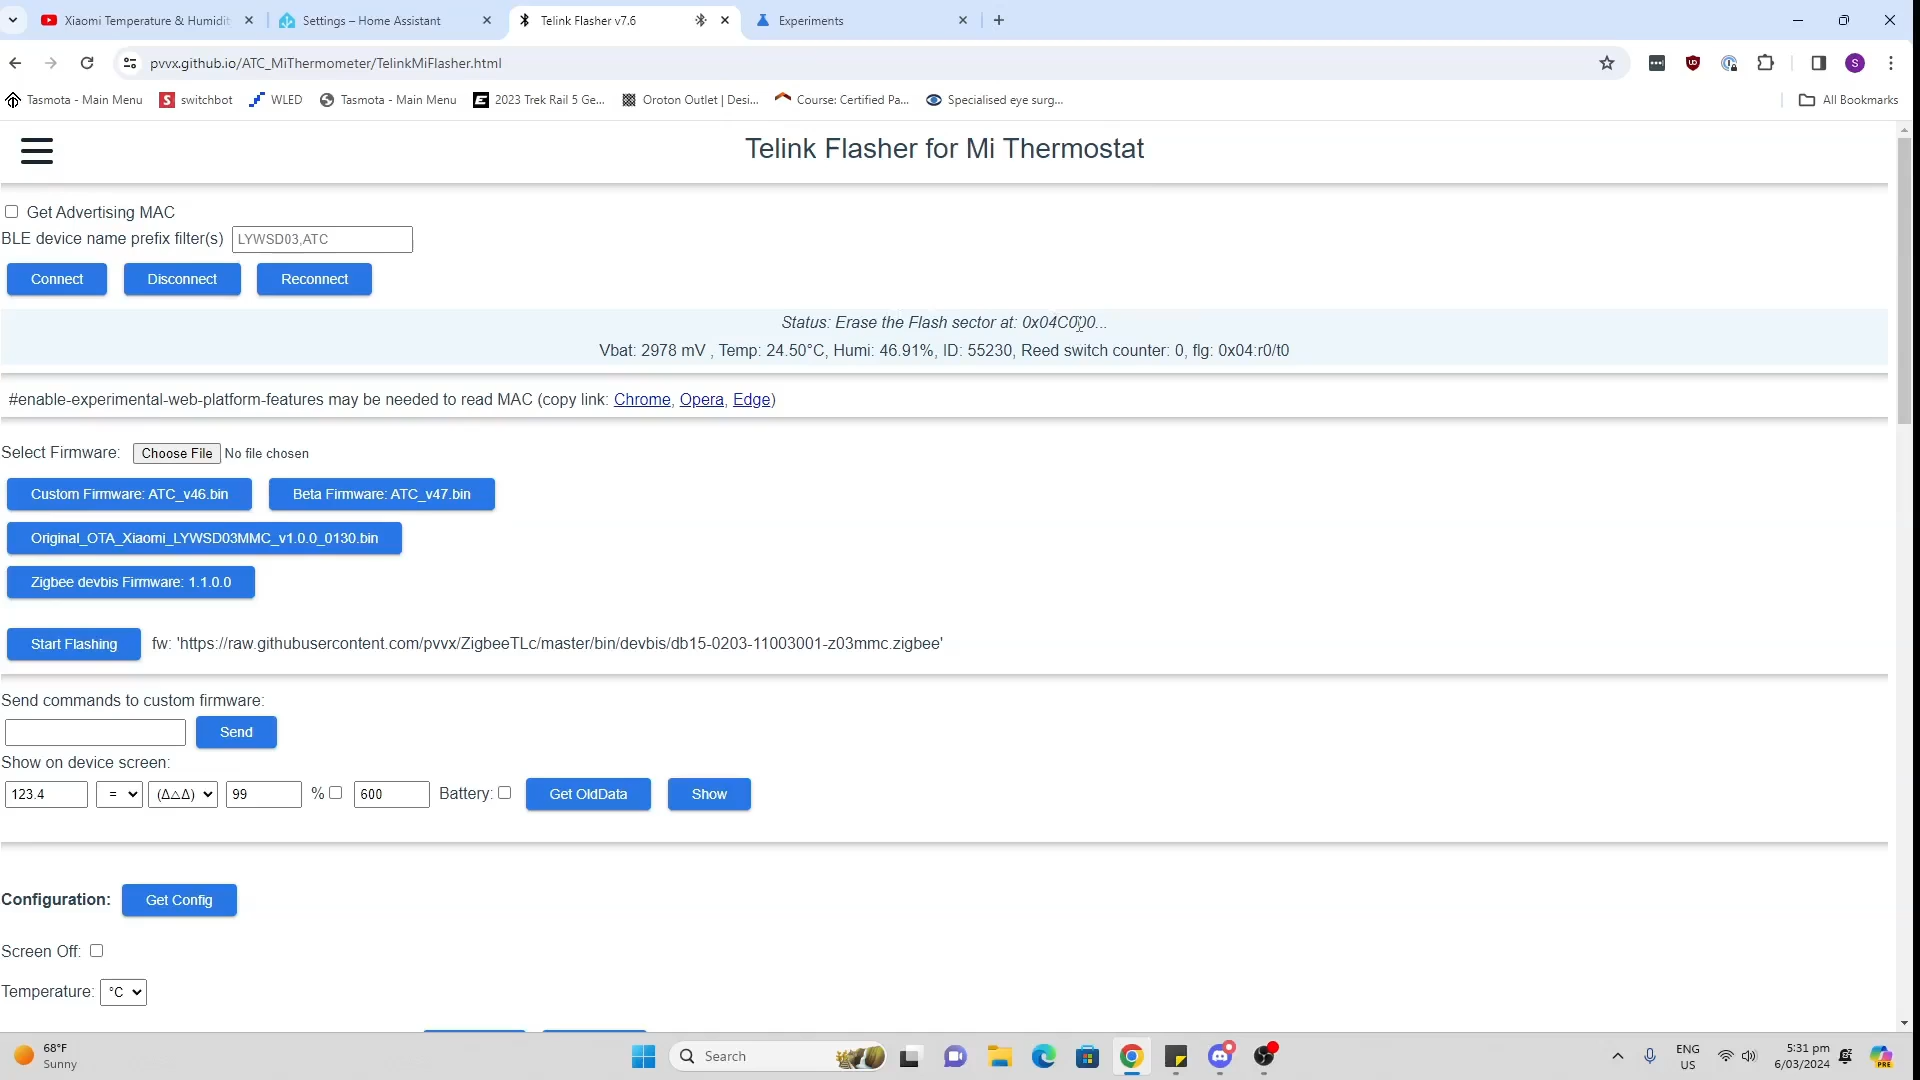 Xiaomi Temperature & Humidit
Settings – Home Assistant
Telink Flasher v7.6
Experiments
pvvx.github.io/ATC_MiThermometer/TelinkMiFlasher.html
S
Tasmota - Main Menu
switchbot
WLED
Tasmota - Main Menu
2023 Trek Rail 5 Ge...
Oroton Outlet | Desi...
Course: Certified Pa...
Specialised eye surg...
All Bookmarks
Telink Flasher for Mi Thermostat
Get Advertising MAC
BLE device name prefix filter(s) LYWSD03,ATC
Connect Disconnect Reconnect
Status: Erase the Flash sector at: 0x04C000...
Vbat: 2978 mV , Temp: 24.50°C, Humi: 46.91%, ID: 55230, Reed switch counter: 0, flg: 0x04:r0/t0
#enable-experimental-web-platform-features may be needed to read MAC (copy link: Chrome, Opera, Edge)
Select Firmware: Choose File No file chosen
Custom Firmware: ATC_v46.bin Beta Firmware: ATC_v47.bin
Original_OTA_Xiaomi_LYWSD03MMC_v1.0.0_0130.bin
Zigbee devbis Firmware: 1.1.0.0
Start Flashing fw: 'https://raw.githubusercontent.com/pvvx/ZigbeeTLc/master/bin/devbis/db15-0203-11003001-z03mmc.zigbee'
Send commands to custom firmware:
Send
Show on device screen:
123.4 = (Δ△Δ) 99 % 600 Battery: Get OldData Show
Configuration: Get Config
Screen Off:
Temperature: °C
68°F
Sunny
Search
ENG
US
5:31 pm
6/03/2024
PRE